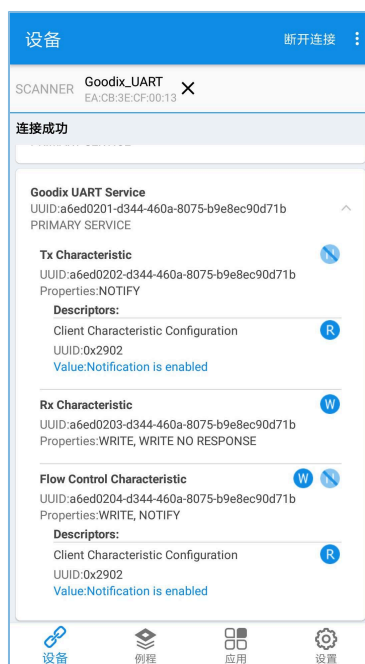 设备
断开连接
SCANNER
Goodix_UART
EA:CB:3E:CF:00:13
连接成功
Goodix UART Service
UUID:a6ed0201-d344-460a-8075-b9e8ec90d71b
PRIMARY SERVICE
Tx Characteristic
UUID:a6ed0202-d344-460a-8075-b9e8ec90d71b
Properties:NOTIFY
Descriptors:
Client Characteristic Configuration
R
UUID:0x2902
Value:Notification is enabled
Rx Characteristic
W
UUID:a6ed0203-d344-460a-8075-b9e8ec90d71b
Properties:WRITE, WRITE NO RESPONSE
Flow Control Characteristic
W
UUID:a6ed0204-d344-460a-8075-b9e8ec90d71b
Properties:WRITE, NOTIFY
Descriptors:
Client Characteristic Configuration
R
UUID:0x2902
Value:Notification is enabled
设备
例程
应用
设置